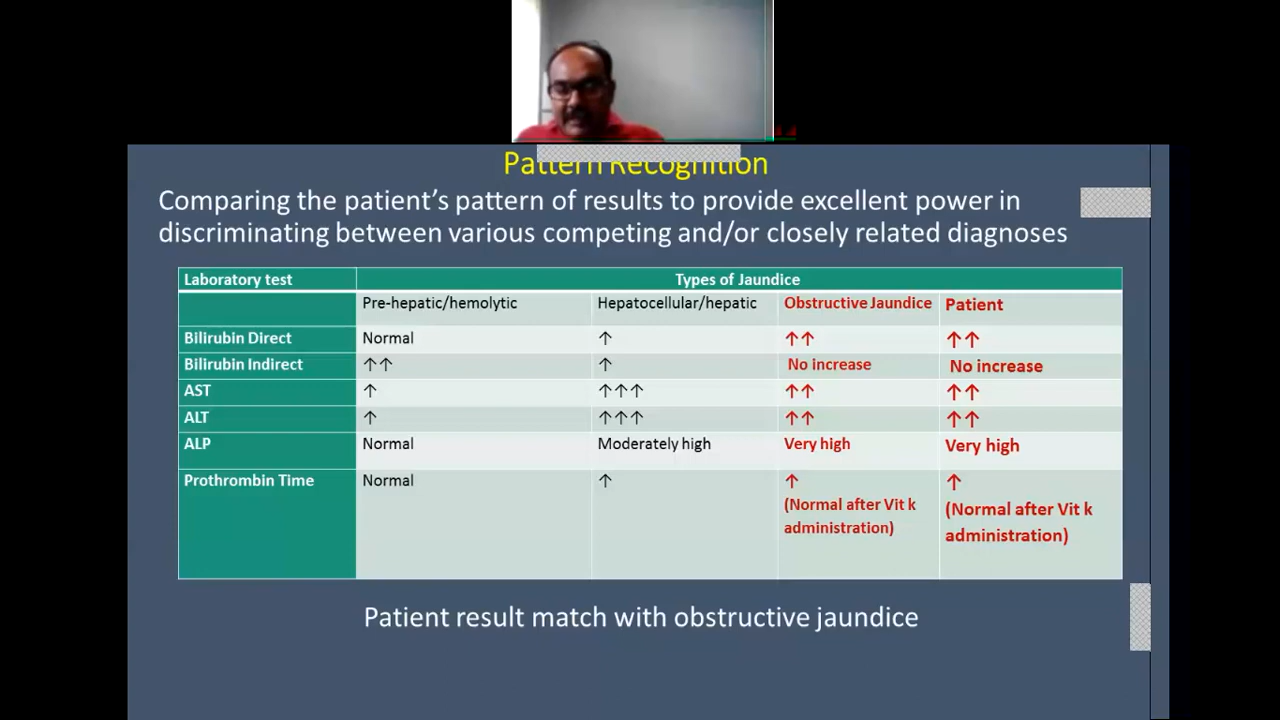 Pattern Recognition
Comparing the patient's pattern of results to provide excellent power in
discriminating between various competing and/or closely related diagnoses
Laboratory test Types of Jaundice
Pre-hepatic/hemolytic Hepatocellular/hepatic Obstructive Jaundice Patient
Bilirubin Direct Normal ↑ ↑↑ ↑↑
Bilirubin Indirect ↑↑ ↑ No increase No increase
AST ↑ ↑↑↑ ↑↑ ↑↑
ALT ↑ ↑↑↑ ↑↑ ↑↑
ALP Normal Moderately high Very high Very high
Prothrombin Time Normal ↑ ↑ ↑
(Normal after Vit k (Normal after Vit k
administration) administration)
Patient result match with obstructive jaundice